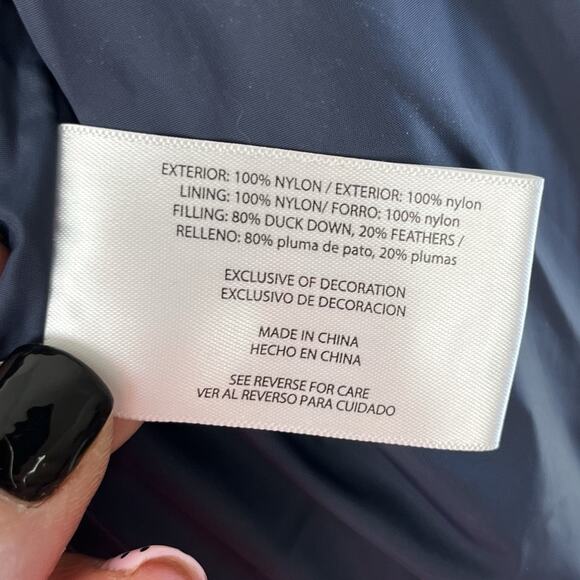 EXTERIOR: 100% NYLON / EXTERIOR: 100% nylon
LINING: 100% NYLON/ FORRO: 100% nylon
FILLING: 80% DUCK DOWN, 20% FEATHERS /
RELLENO: 80% pluma de pato, 20% plumas
EXCLUSIVE OF DECORATION
EXCLUSIVO DE DECORACION
MADE IN CHINA
HECHO EN CHINA
SEE REVERSE FOR CARE
VER AL REVERSO PARA CUIDADO